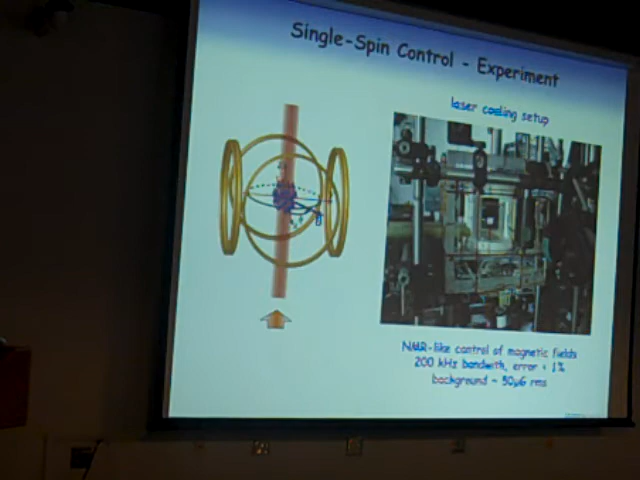 Single-Spin Control - Experiment
laser cooling setup
NMR-like control of magnetic fields
200 kHz bandwith, error < 1%
background ~ 50μG rms